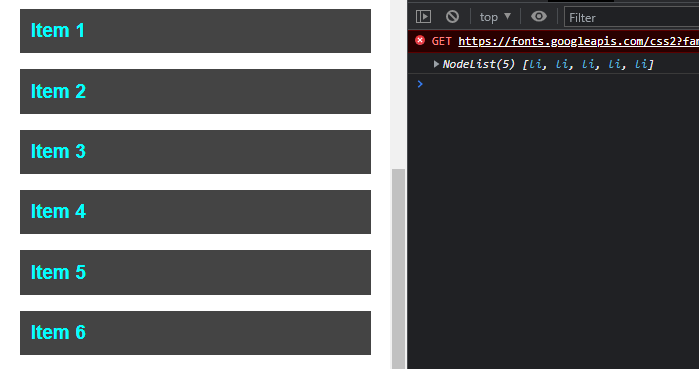 Item 1
Item 2
Item 3
Item 4
Item 5
Item 6
top ▼ Filter
GET https://fonts.googleapis.com/css2?fam
▶ NodeList(5) [li, li, li, li, li]
>